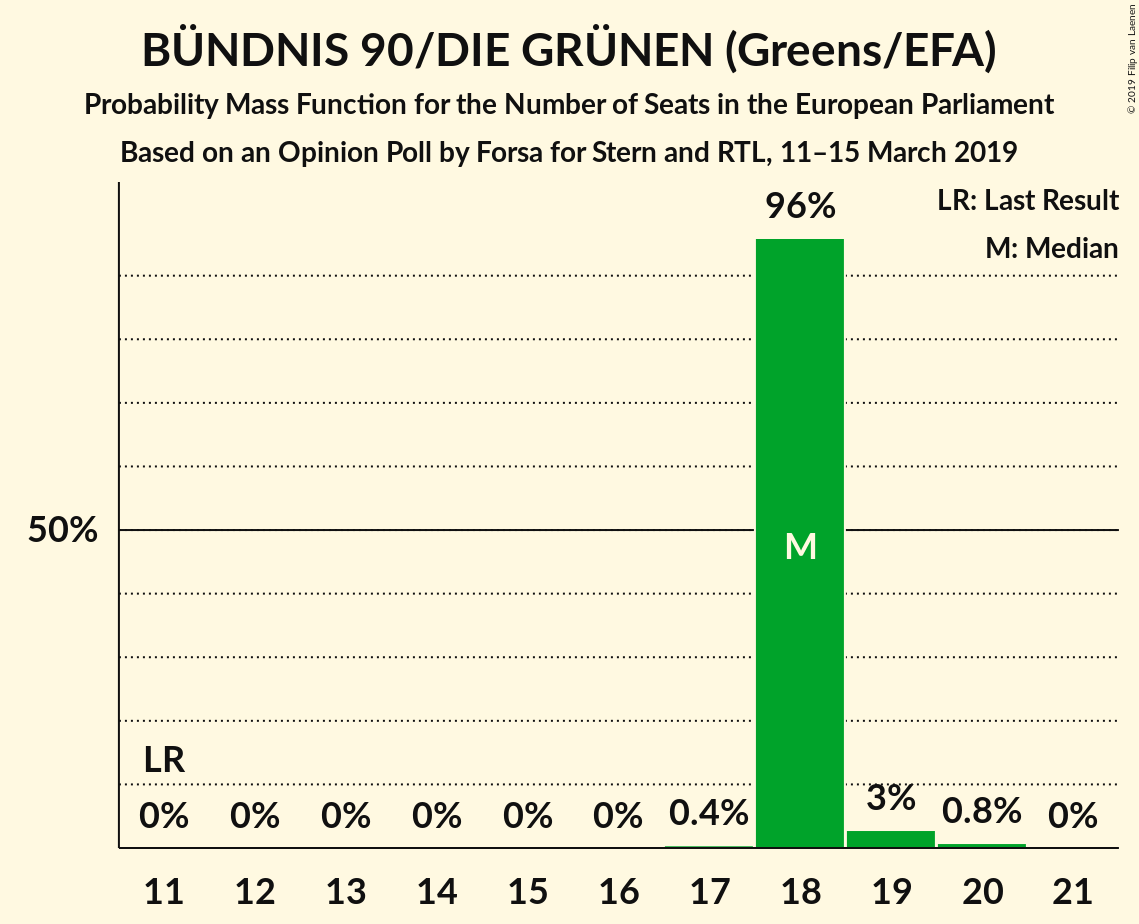 BÜNDNIS 90/DIE GRÜNEN (Greens/EFA)
Probability Mass Function for the Number of Seats in the European Parliament
Based on an Opinion Poll by Forsa for Stern and RTL, 11–15 March 2019
© 2019 Filip van Laenen
LR: Last Result
M: Median
96%
50%
M
LR
0% 0% 0% 0% 0% 0% 0.4% 3% 0.8% 0%
11 12 13 14 15 16 17 18 19 20 21